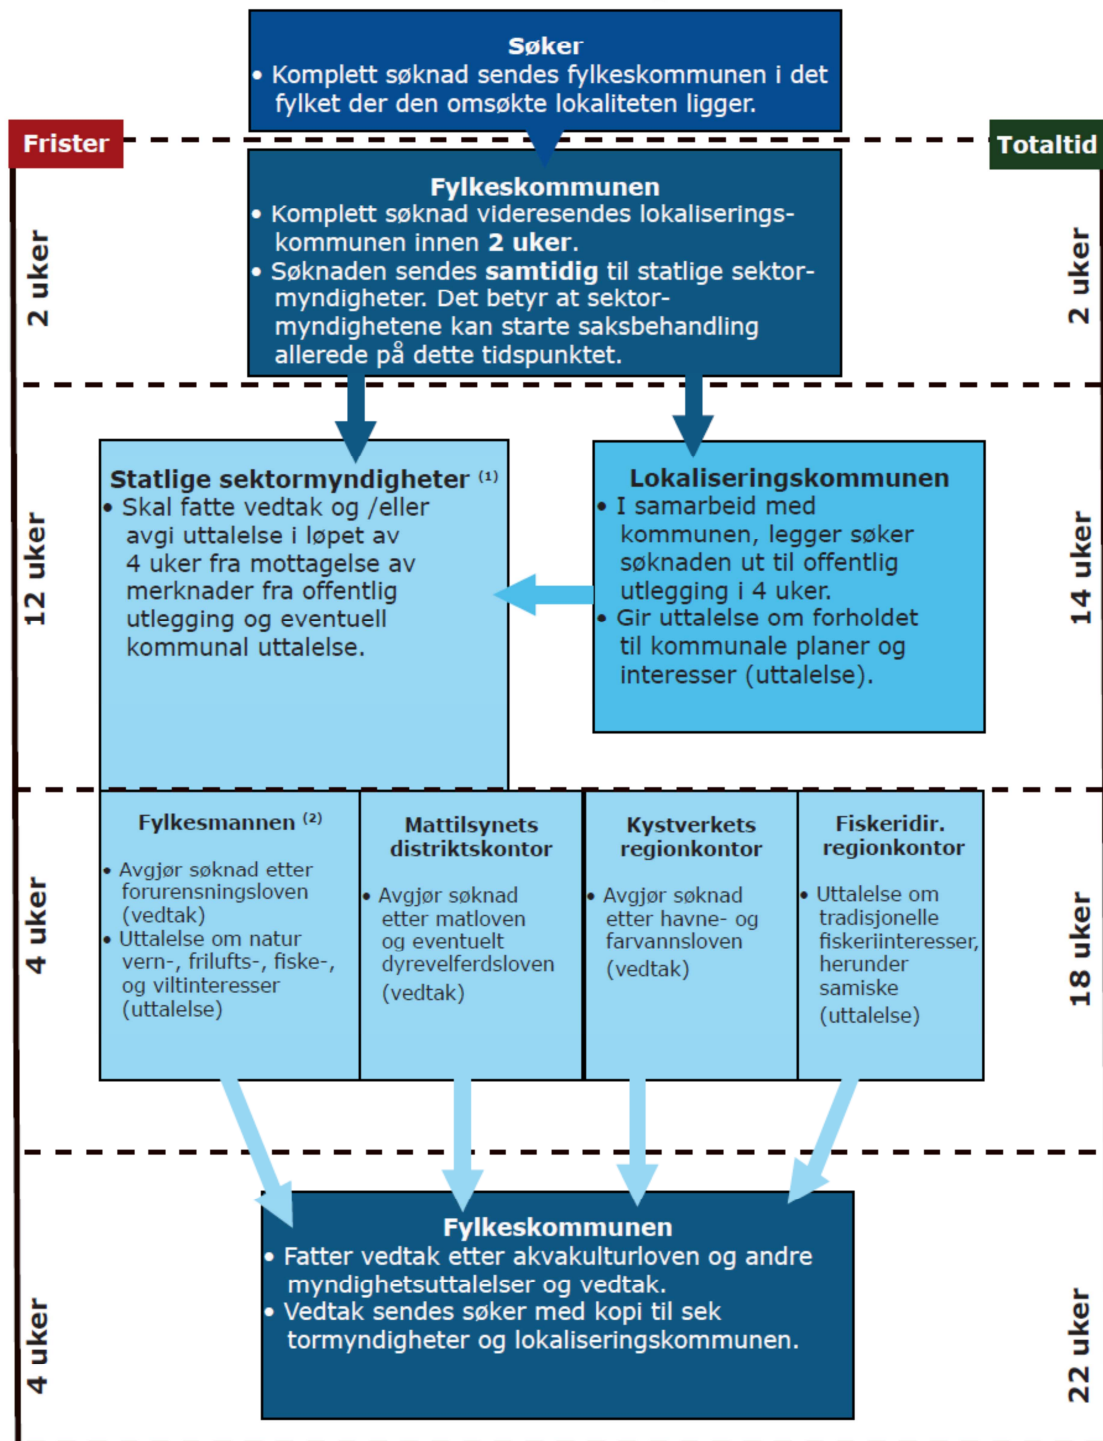 Søker
• Komplett søknad sendes fylkeskommunen i det
fylket der den omsøkte lokaliteten ligger.
Frister
Totaltid
Fylkeskommunen
• Komplett søknad videresendes lokaliserings-
kommunen innen 2 uker.
• Søknaden sendes samtidig til statlige sektor-
myndigheter. Det betyr at sektor-
myndighetene kan starte saksbehandling
allerede på dette tidspunktet.
2 uker
2 uker
Statlige sektormyndigheter (1)
• Skal fatte vedtak og /eller
avgi uttalelse i løpet av
4 uker fra mottagelse av
merknader fra offentlig
utlegging og eventuell
kommunal uttalelse.
Lokaliseringskommunen
• I samarbeid med
kommunen, legger søker
søknaden ut til offentlig
utlegging i 4 uker.
• Gir uttalelse om forholdet
til kommunale planer og
interesser (uttalelse).
12 uker
14 uker
Fylkesmannen (2)
• Avgjør søknad etter
forurensningsloven
(vedtak)
• Uttalelse om natur
vern-, frilufts-, fiske-,
og viltinteresser
(uttalelse)
Mattilsynets
distriktskontor
• Avgjør søknad
etter matloven
og eventuelt
dyrevelferdsloven
(vedtak)
Kystverkets
regionkontor
• Avgjør søknad
etter havne- og
farvannsloven
(vedtak)
Fiskeridir.
regionkontor
• Uttalelse om
tradisjonelle
fiskeriinteresser,
herunder
samiske
(uttalelse)
4 uker
18 uker
Fylkeskommunen
• Fatter vedtak etter akvakulturloven og andre
myndighetsuttalelser og vedtak.
• Vedtak sendes søker med kopi til sek
tormyndigheter og lokaliseringskommunen.
4 uker
22 uker